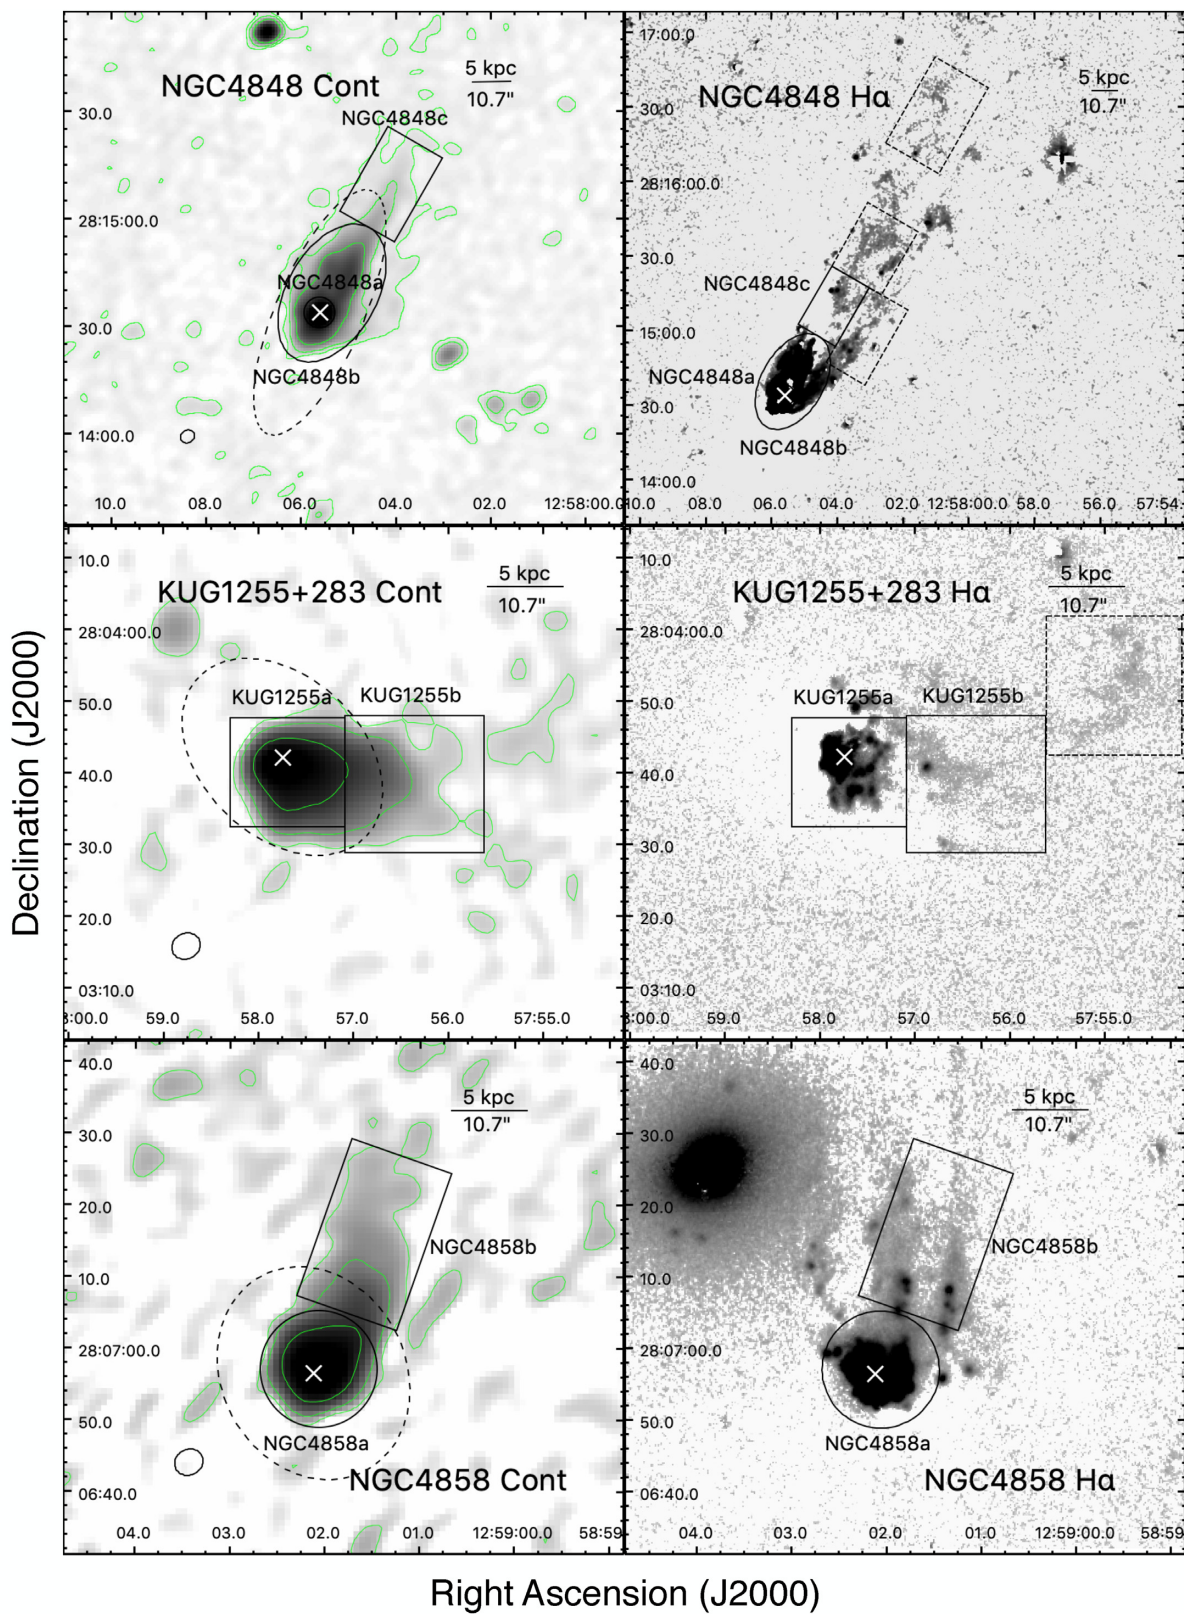 NGC4848 Cont
5 kpc
10.7"
NGC4848c
30.0
28:15:00.0
NGC4848a
30.0
NGC4848b
14:00.0
10.0 08.0 06.0 04.0 02.0 12:58:00.0
17:00.0
NGC4848 Hα
5 kpc
10.7"
30.0
28:16:00.0
30.0
NGC4848c
15:00.0
NGC4848a
30.0
NGC4848b
14:00.0
10.0 08.0 06.0 04.0 02.0 12:58:00.0 58.0 56.0 57:54.
10.0
KUG1255+283 Cont
5 kpc
10.7"
28:04:00.0
50.0
KUG1255a KUG1255b
40.0
30.0
20.0
03:10.0
3:00.0 59.0 58.0 57.0 56.0 57:55.0
10.0
KUG1255+283 Hα
5 kpc
10.7"
28:04:00.0
50.0
KUG1255a KUG1255b
40.0
30.0
20.0
03:10.0
3:00.0 59.0 58.0 57.0 56.0 57:55.0
40.0
5 kpc
10.7"
30.0
20.0
NGC4858b
10.0
28:07:00.0
50.0
NGC4858a
NGC4858 Cont
06:40.0
04.0 03.0 02.0 01.0 12:59:00.0 58:59
40.0
5 kpc
10.7"
30.0
20.0
NGC4858b
10.0
28:07:00.0
50.0
NGC4858a
NGC4858 Hα
06:40.0
04.0 03.0 02.0 01.0 12:59:00.0 58:59
Declination (J2000)
Right Ascension (J2000)